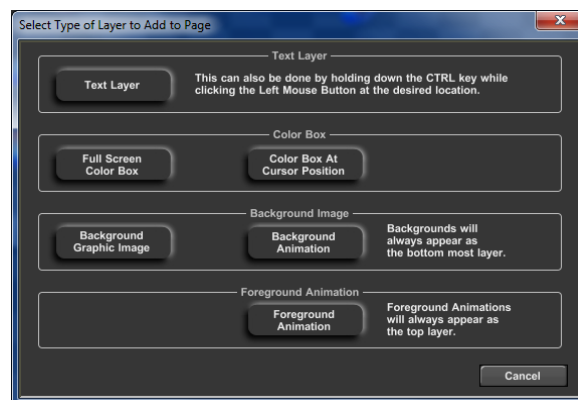 Select Type of Layer to Add to Page
X
Text Layer
Text Layer
This can also be done by holding down the CTRL key while
clicking the Left Mouse Button at the desired location.
Color Box
Full Screen
Color Box
Color Box At
Cursor Position
Background Image
Background
Graphic Image
Background
Animation
Backgrounds will
always appear as
the bottom most layer.
Foreground Animation
Foreground
Animation
Foreground Animations
will always appear as
the top layer.
Cancel